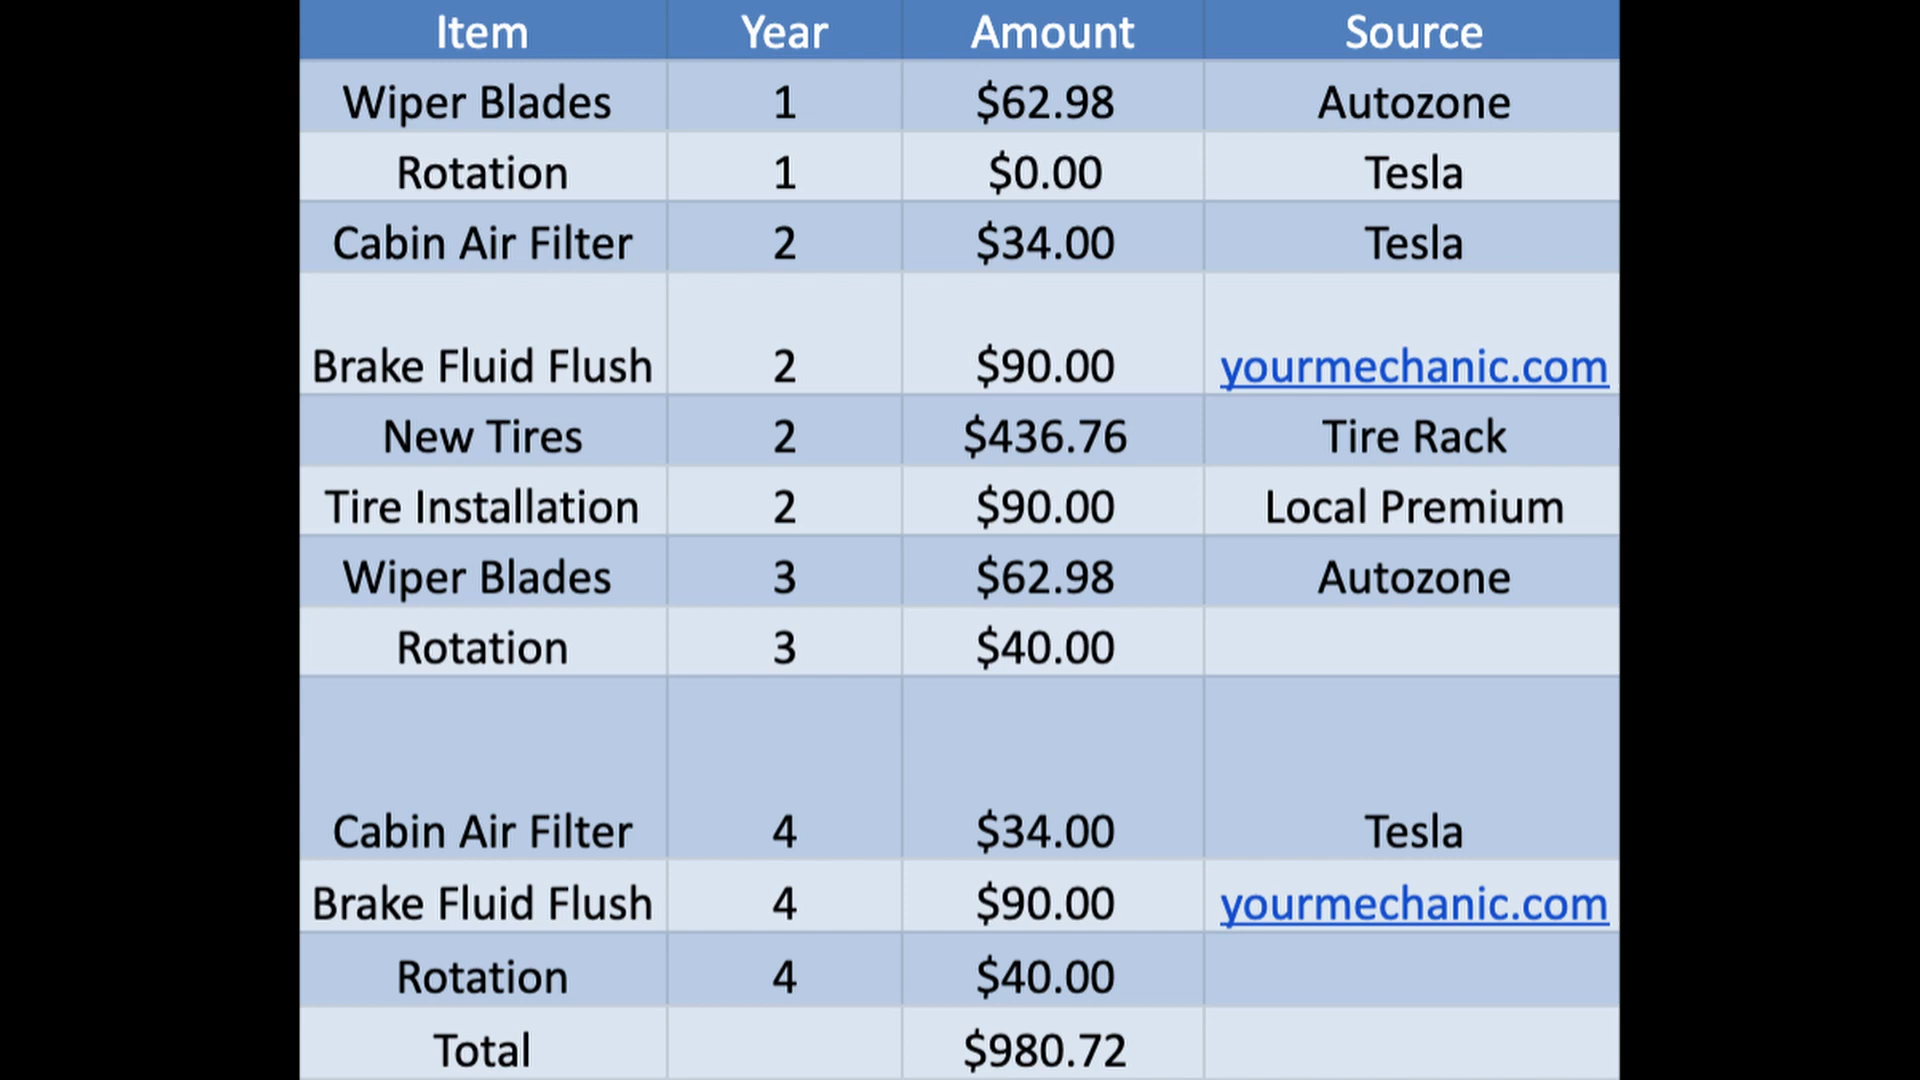 Item Year Amount Source
Wiper Blades 1 $62.98 Autozone
Rotation 1 $0.00 Tesla
Cabin Air Filter 2 $34.00 Tesla
Brake Fluid Flush 2 $90.00 yourmechanic.com
New Tires 2 $436.76 Tire Rack
Tire Installation 2 $90.00 Local Premium
Wiper Blades 3 $62.98 Autozone
Rotation 3 $40.00
Cabin Air Filter 4 $34.00 Tesla
Brake Fluid Flush 4 $90.00 yourmechanic.com
Rotation 4 $40.00
Total $980.72